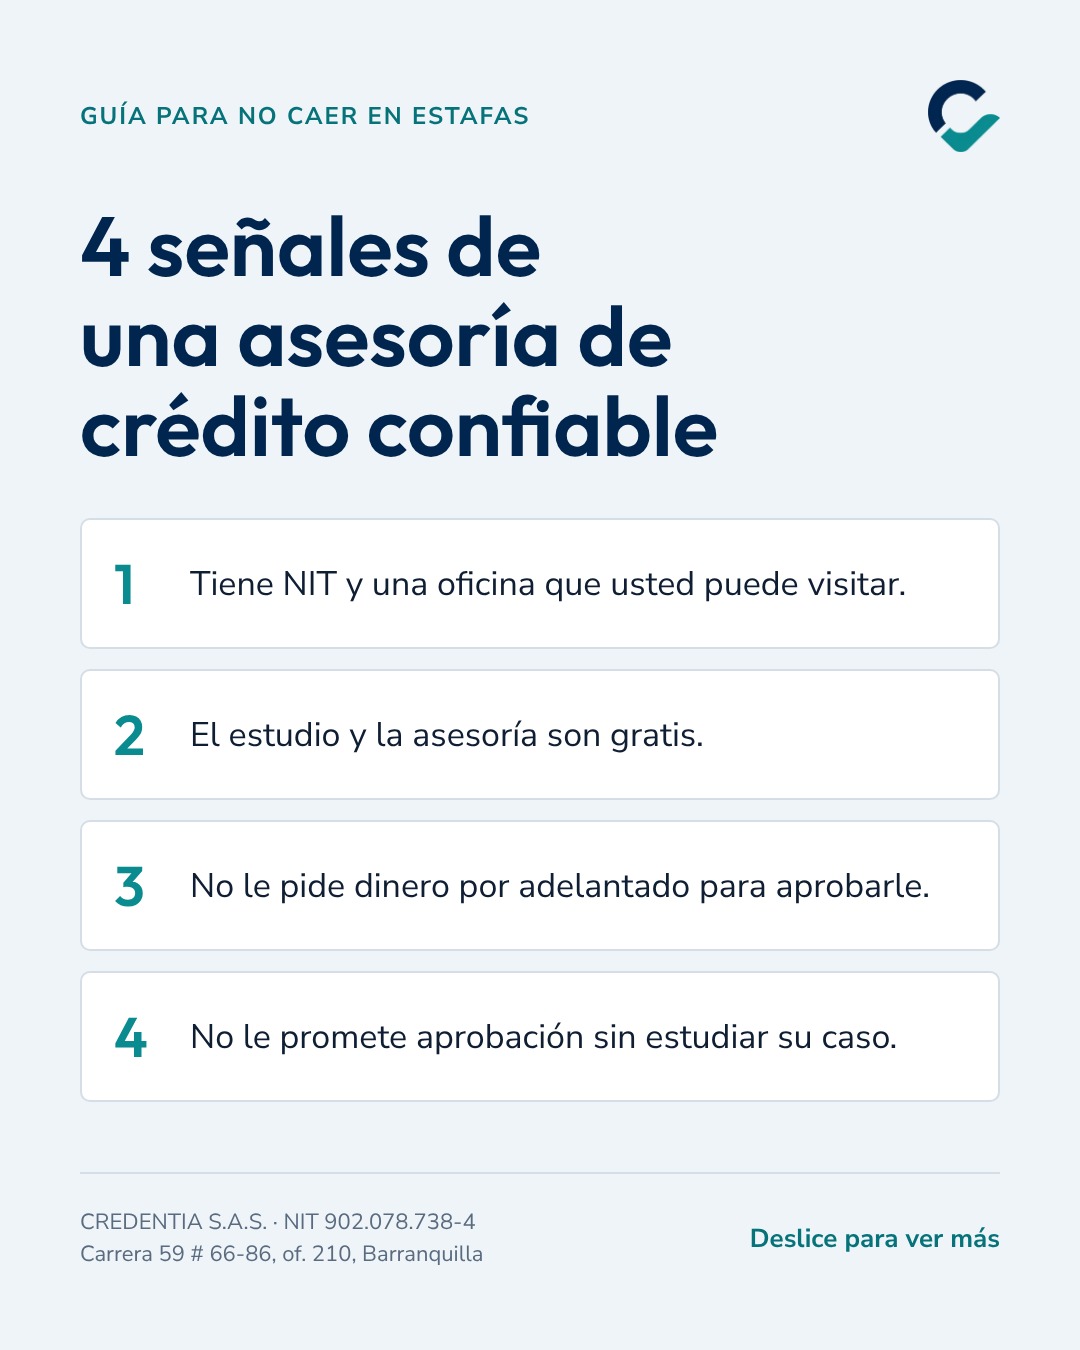 GUÍA PARA NO CAER EN ESTAFAS
4 señales de
una asesoría de
crédito confiable
1 Tiene NIT y una oficina que usted puede visitar.
2 El estudio y la asesoría son gratis.
3 No le pide dinero por adelantado para aprobarle.
4 No le promete aprobación sin estudiar su caso.
CREDENTIA S.A.S. · NIT 902.078.738-4
Carrera 59 # 66-86, of. 210, Barranquilla
Deslice para ver más